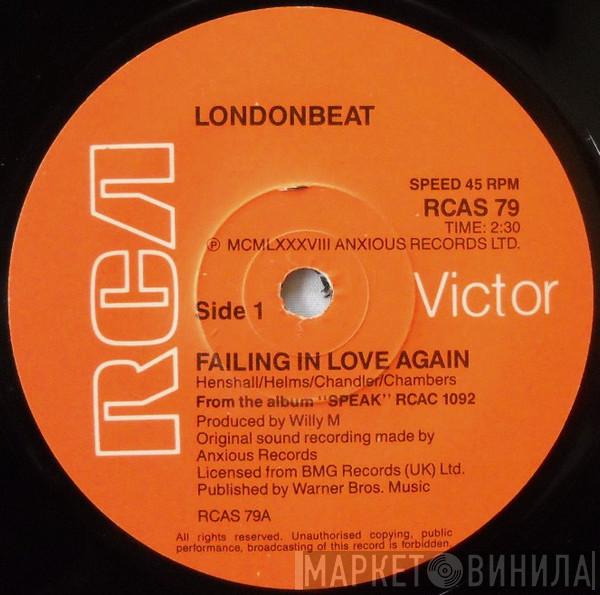 LONDONBEAT
SPEED 45 RPM
RCAS 79
TIME: 2:30
℗ MCMLXXXVIII ANXIOUS RECORDS LTD.
RCA
Victor
Side 1
FAILING IN LOVE AGAIN
Henshall/Helms/Chandler/Chambers
From the album "SPEAK" RCAC 1092
Produced by Willy M
Original sound recording made by
Anxious Records
Licensed from BMG Records (UK) Ltd.
Published by Warner Bros. Music
RCAS 79A
All rights reserved. Unauthorised copying, public
performance, broadcasting of this record is forbidden.
МАРКЕТ ВИНИЛА